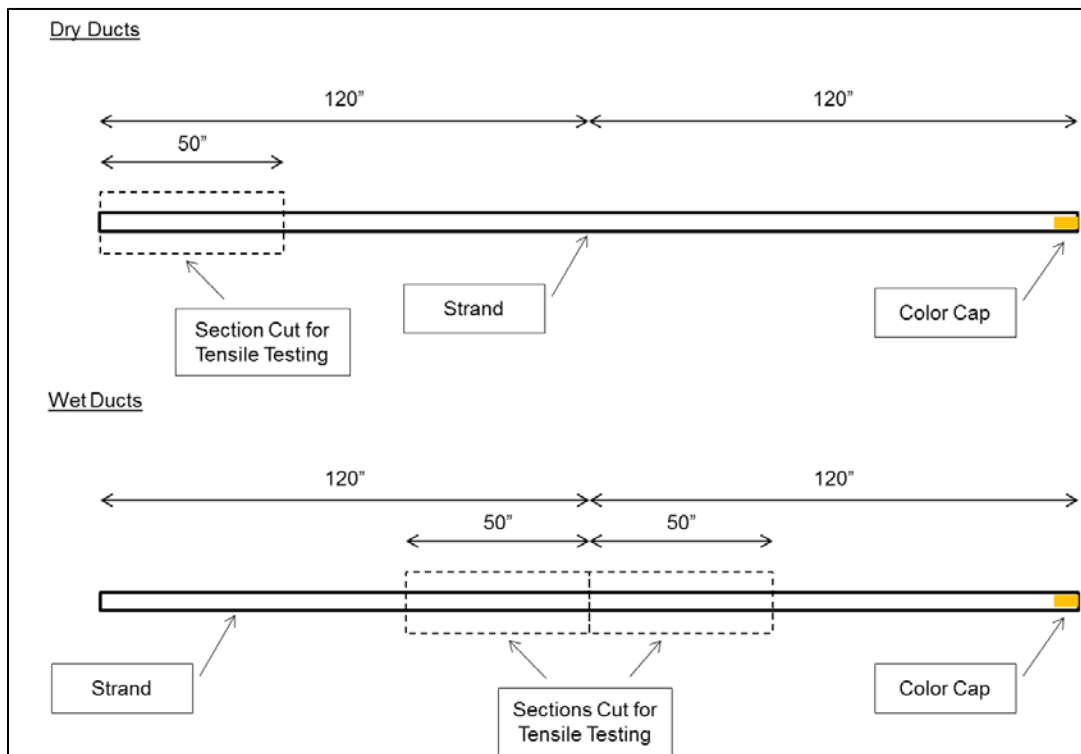 Dry Ducts
120”
120”
50”
Section Cut for
Tensile Testing
Strand
Color Cap
Wet Ducts
120”
120”
50”
50”
Strand
Sections Cut for
Tensile Testing
Color Cap